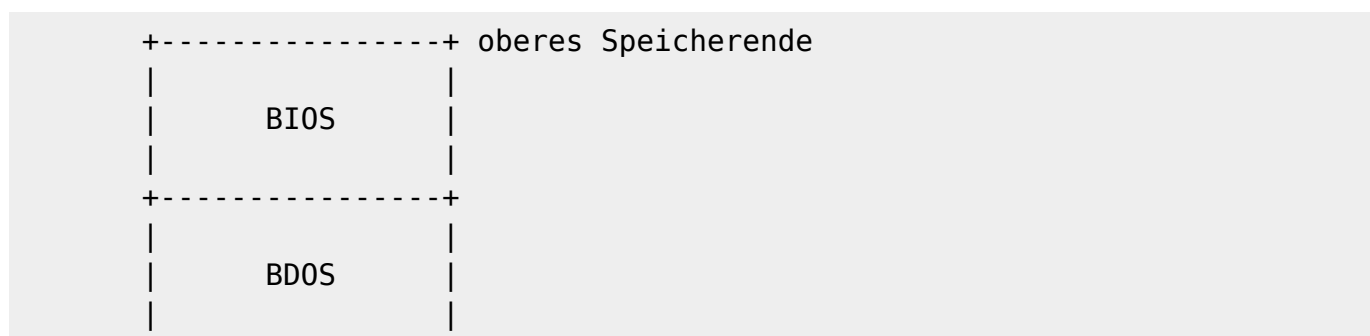 +----------------+ oberes Speicherende
|                |
|      BIOS      |
|                |
+----------------+
|                |
|      BDOS      |
|                |